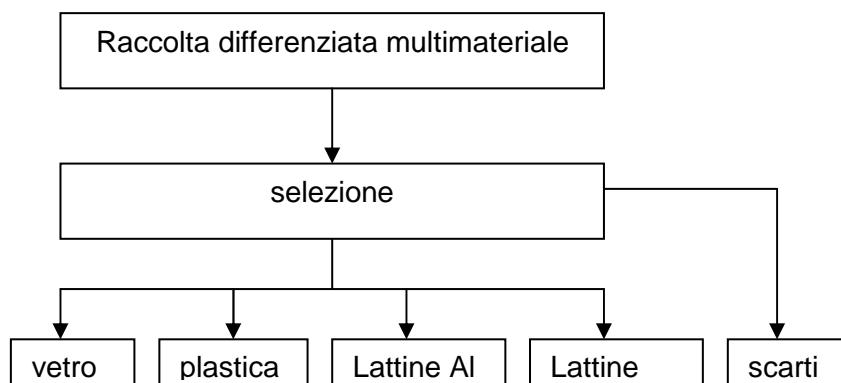 Raccolta differenziata multimateriale
selezione
vetro
plastica
Lattine Al
Lattine
scarti